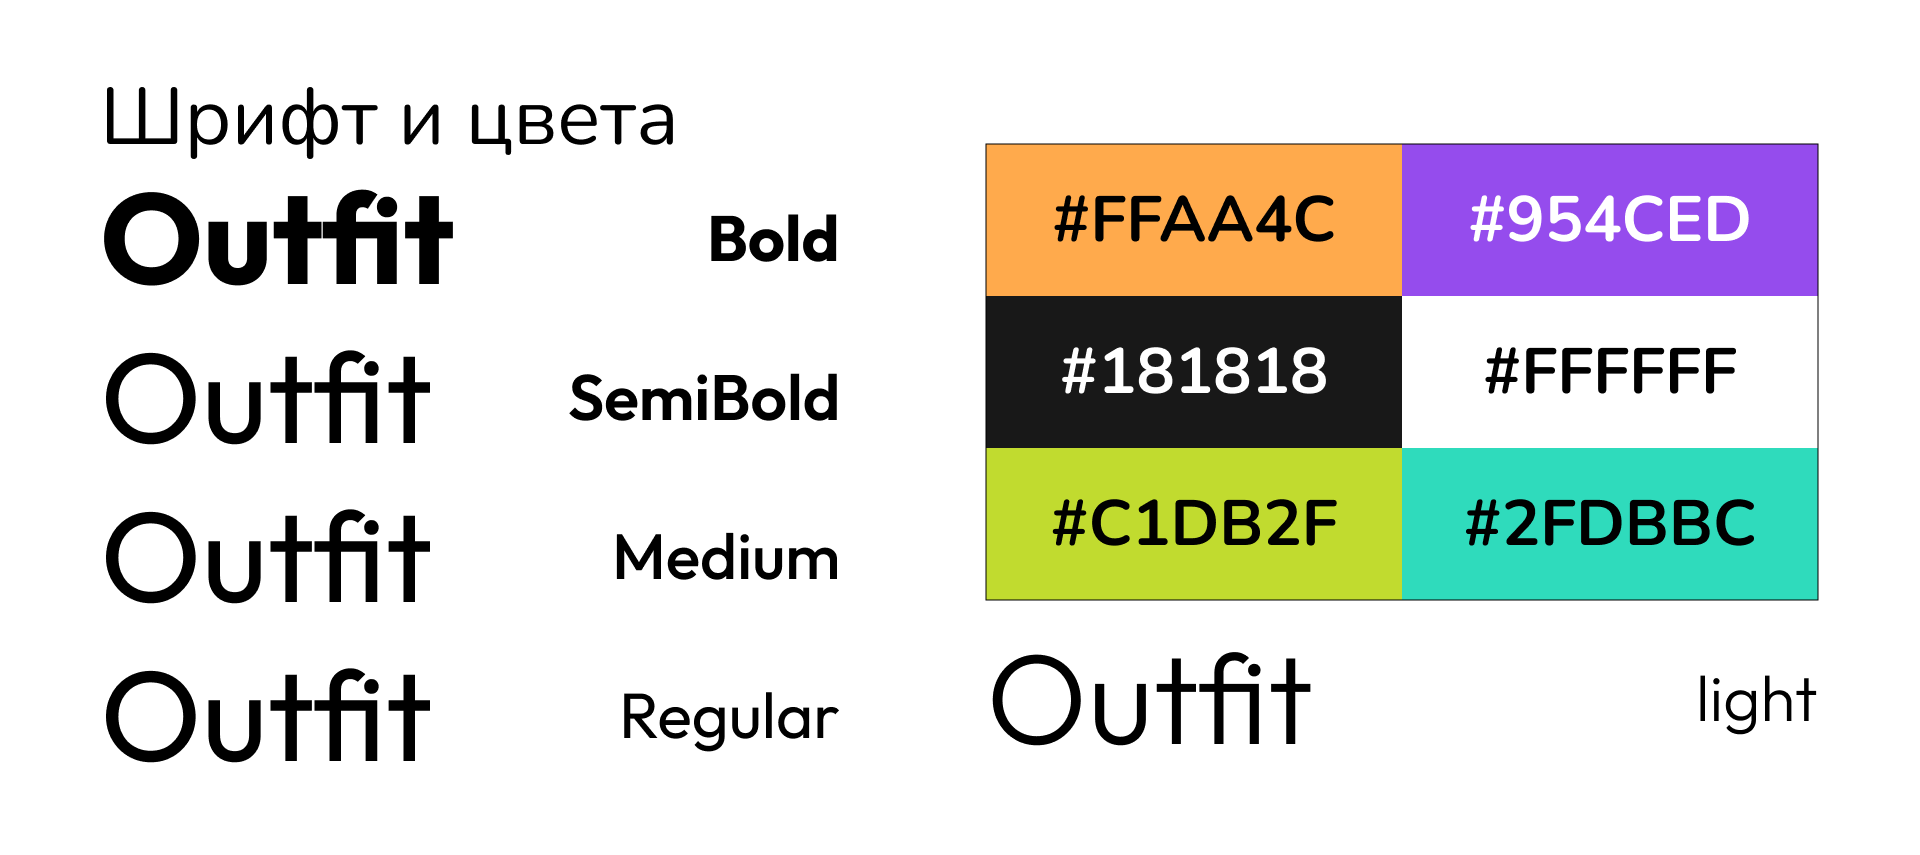 Шрифт и цвета
Outfit Bold
Outfit SemiBold
Outfit Medium
Outfit Regular
#FFAA4C #954CED
#181818 #FFFFFF
#C1DB2F #2FDBBC
Outfit light